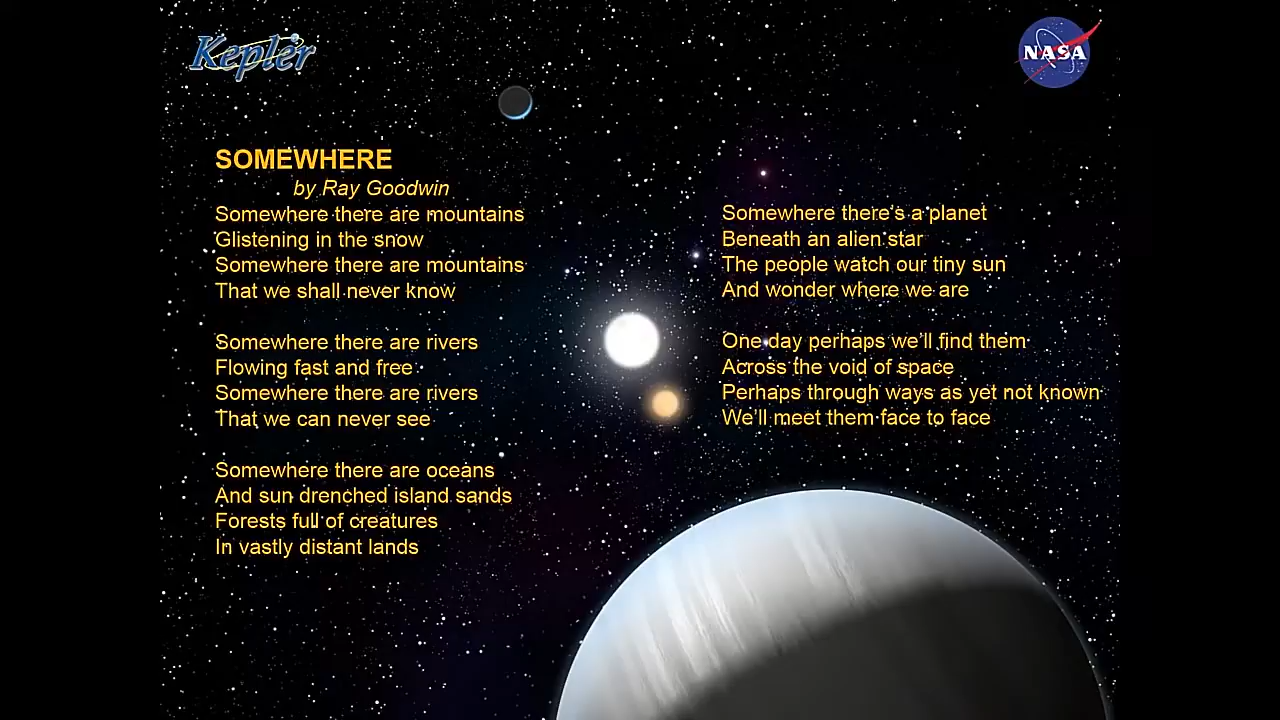 Kepler
NASA
SOMEWHERE
by Ray Goodwin
Somewhere there are mountains
Glistening in the snow
Somewhere there are mountains
That we shall never know
Somewhere there are rivers
Flowing fast and free
Somewhere there are rivers
That we can never see
Somewhere there are oceans
And sun drenched island sands
Forests full of creatures
In vastly distant lands
Somewhere there's a planet
Beneath an alien star
The people watch our tiny sun
And wonder where we are
One day perhaps we'll find them
Across the void of space
Perhaps through ways as yet not known
We'll meet them face to face